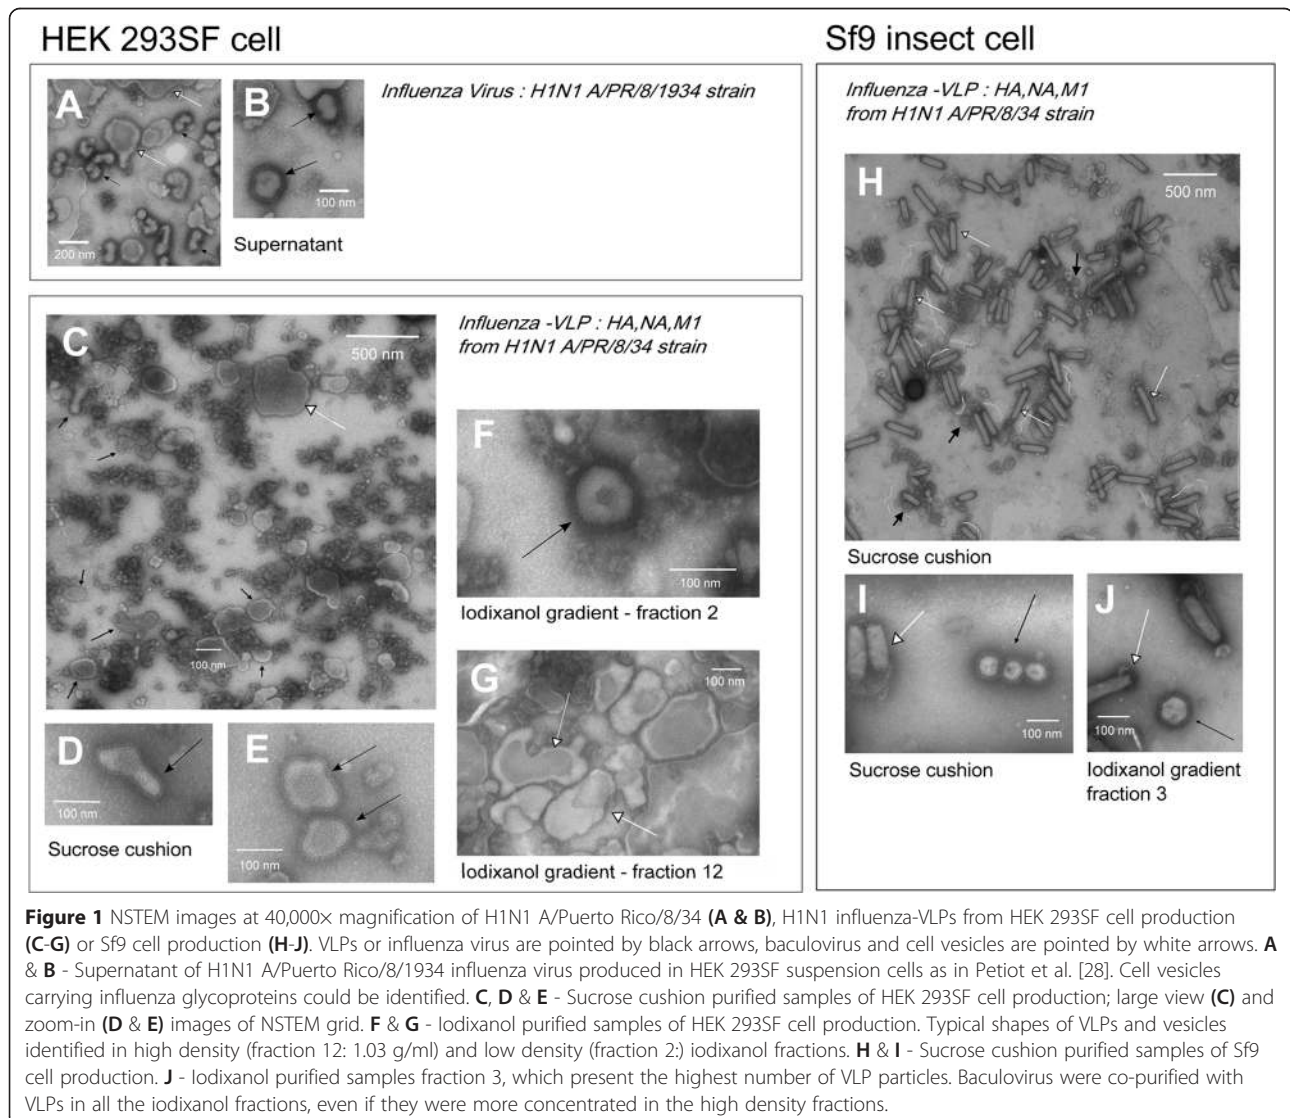 HEK 293SF cell
A
200 nm
B
100 nm
Supernatant
Influenza Virus : H1N1 A/PR/8/1934 strain
C
500 nm
100 nm
Influenza -VLP : HA,NA,M1
from H1N1 A/PR/8/34 strain
D
100 nm
Sucrose cushion
E
100 nm
F
100 nm
Iodixanol gradient - fraction 2
G
100 nm
Iodixanol gradient - fraction 12
Sf9 insect cell
Influenza -VLP : HA,NA,M1
from H1N1 A/PR/8/34 strain
H
500 nm
Sucrose cushion
I
100 nm
Sucrose cushion
J
100 nm
Iodixanol gradient
fraction 3
Figure 1 NSTEM images at 40,000× magnification of H1N1 A/Puerto Rico/8/34 (A & B), H1N1 influenza-VLPs from HEK 293SF cell production
(C-G) or Sf9 cell production (H-J). VLPs or influenza virus are pointed by black arrows, baculovirus and cell vesicles are pointed by white arrows. A
& B - Supernatant of H1N1 A/Puerto Rico/8/1934 influenza virus produced in HEK 293SF suspension cells as in Petiot et al. [28]. Cell vesicles
carrying influenza glycoproteins could be identified. C, D & E - Sucrose cushion purified samples of HEK 293SF cell production; large view (C) and
zoom-in (D & E) images of NSTEM grid. F & G - Iodixanol purified samples of HEK 293SF cell production. Typical shapes of VLPs and vesicles
identified in high density (fraction 12: 1.03 g/ml) and low density (fraction 2:) iodixanol fractions. H & I - Sucrose cushion purified samples of Sf9
cell production. J - Iodixanol purified samples fraction 3, which present the highest number of VLP particles. Baculovirus were co-purified with
VLPs in all the iodixanol fractions, even if they were more concentrated in the high density fractions.